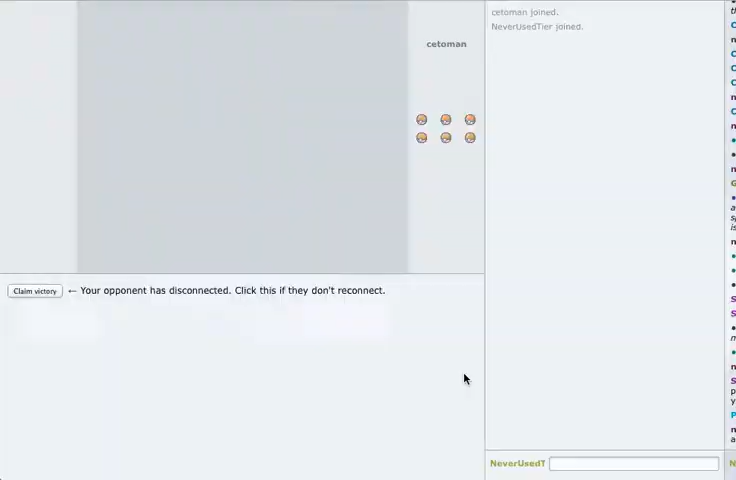 cetoman joined.
NeverUsedTier joined.
cetoman
Claim victory
← Your opponent has disconnected. Click this if they don't reconnect.
NeverUsedT